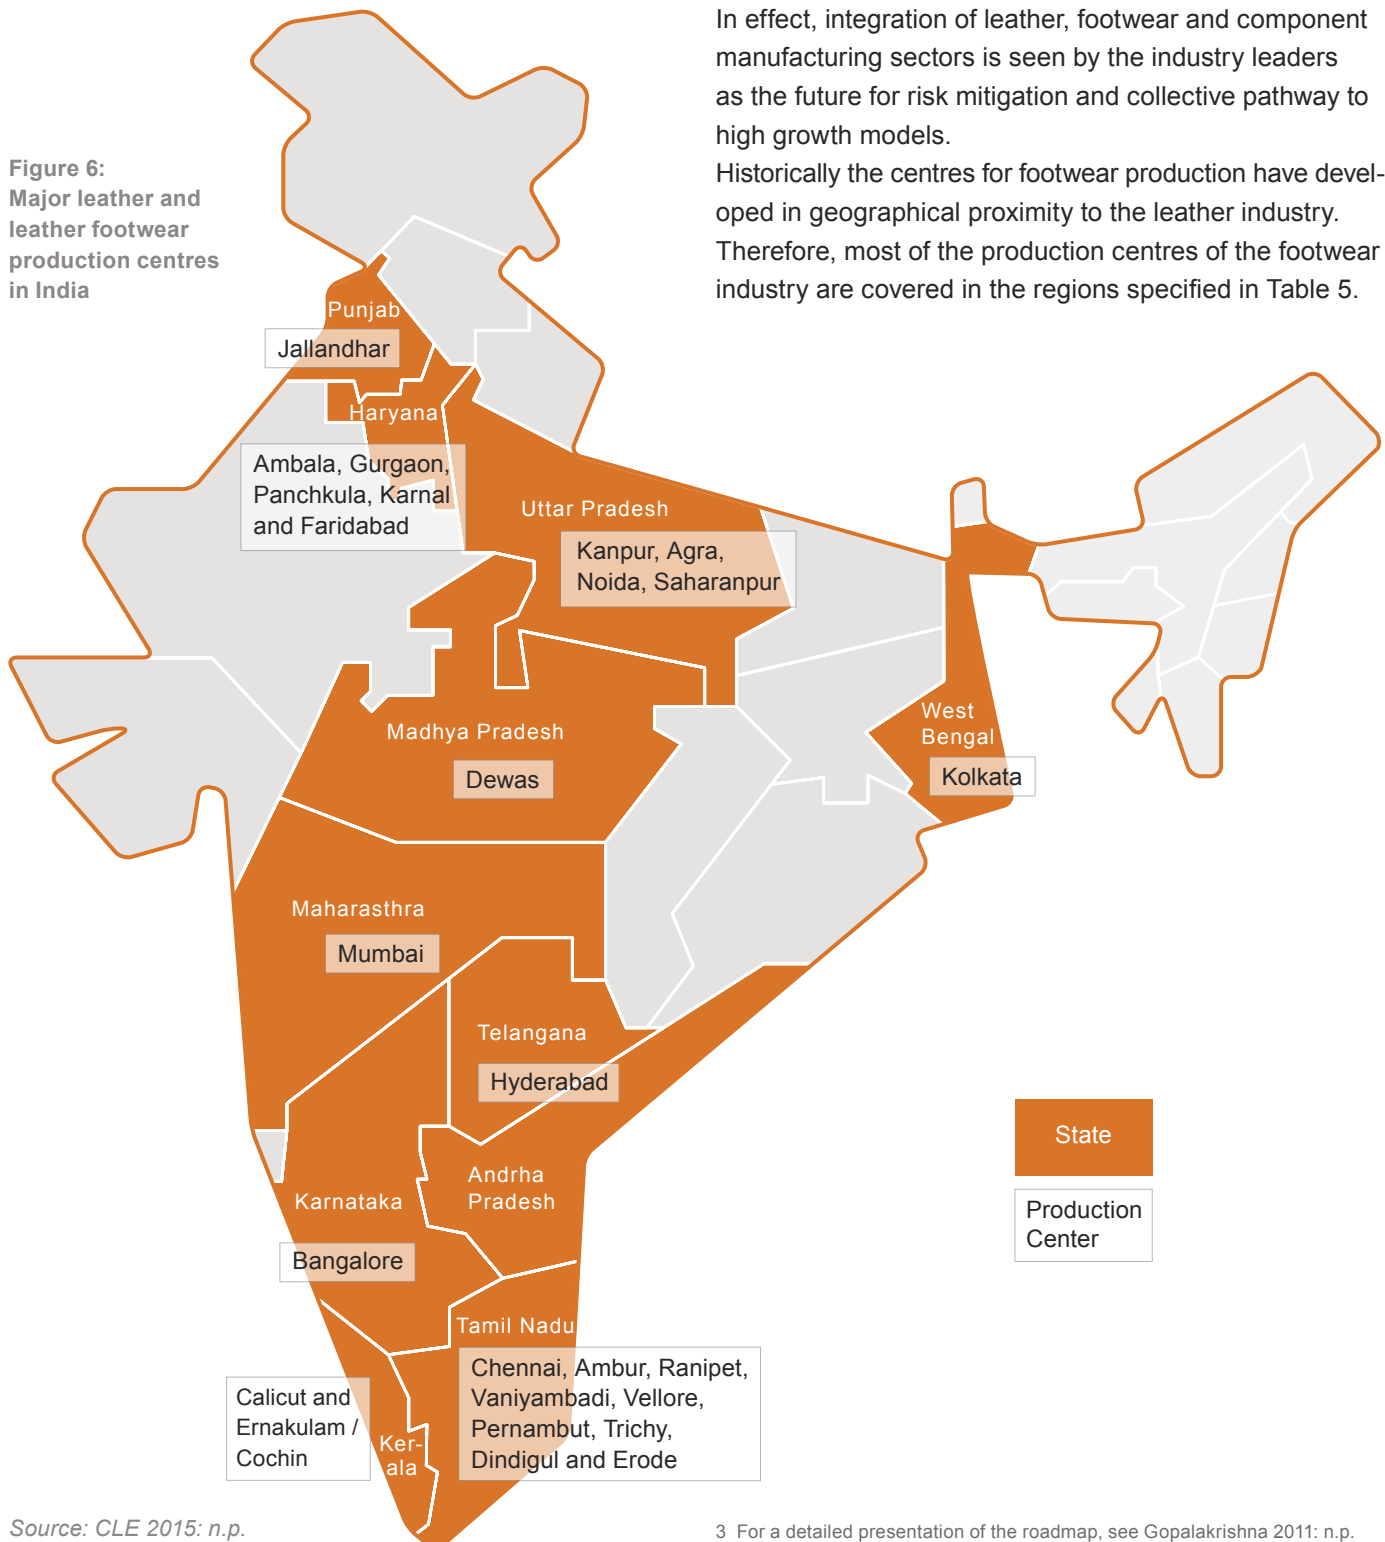 In effect, integration of leather, footwear and component
manufacturing sectors is seen by the industry leaders
as the future for risk mitigation and collective pathway to
high growth models.
Historically the centres for footwear production have devel-
oped in geographical proximity to the leather industry.
Therefore, most of the production centres of the footwear
industry are covered in the regions specified in Table 5.
Figure 6:
Major leather and
leather footwear
production centres
in India
Punjab
Jallandhar
Haryana
Ambala, Gurgaon,
Panchkula, Karnal
and Faridabad
Uttar Pradesh
Kanpur, Agra,
Noida, Saharanpur
Madhya Pradesh
Dewas
West
Bengal
Kolkata
Maharasthra
Mumbai
Telangana
Hyderabad
Andrha
Pradesh
Karnataka
Bangalore
Tamil Nadu
Chennai, Ambur, Ranipet,
Vaniyambadi, Vellore,
Pernambut, Trichy,
Dindigul and Erode
Calicut and
Ernakulam /
Cochin
Ker-
ala
State
Production
Center
Source: CLE 2015: n.p.
3 For a detailed presentation of the roadmap, see Gopalakrishna 2011: n.p.